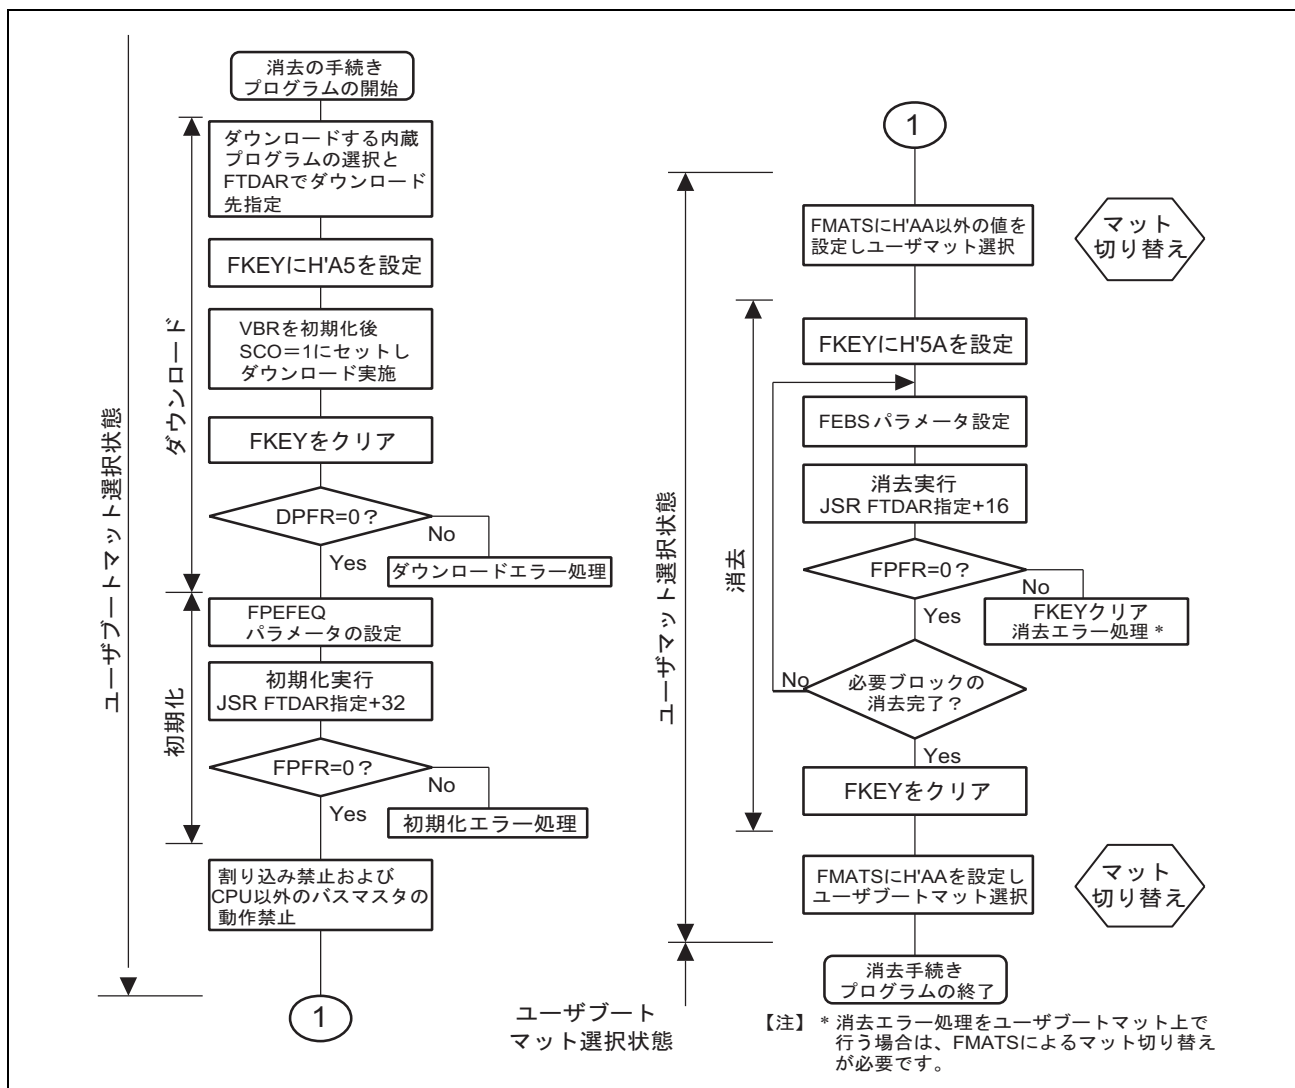 消去の手続き
プログラムの開始
ダウンロードする内蔵
プログラムの選択と
FTDARでダウンロード
先指定
FKEYにH'A5を設定
VBRを初期化後
SCO＝1にセットし
ダウンロード実施
FKEYをクリア
DPFR=0？
No
Yes
ダウンロードエラー処理
FPEFEQ
パラメータの設定
初期化実行
JSR FTDAR指定+32
FPFR=0？
No
Yes
初期化エラー処理
割り込み禁止および
CPU以外のバスマスタの
動作禁止
1
ダウンロード
初期化
ユーザブートマット選択状態
1
FMATSにH'AA以外の値を
設定しユーザマット選択
マット
切り替え
FKEYにH'5Aを設定
FEBSパラメータ設定
消去実行
JSR FTDAR指定+16
FPFR=0？
No
Yes
FKEYクリア
消去エラー処理 *
必要ブロックの
消去完了？
No
Yes
FKEYをクリア
FMATSにH'AAを設定し
ユーザブートマット選択
マット
切り替え
消去手続き
プログラムの終了
消去
ユーザマット選択状態
ユーザブート
マット選択状態
【注】 * 消去エラー処理をユーザブートマット上で
行う場合は、FMATSによるマット切り替え
が必要です。